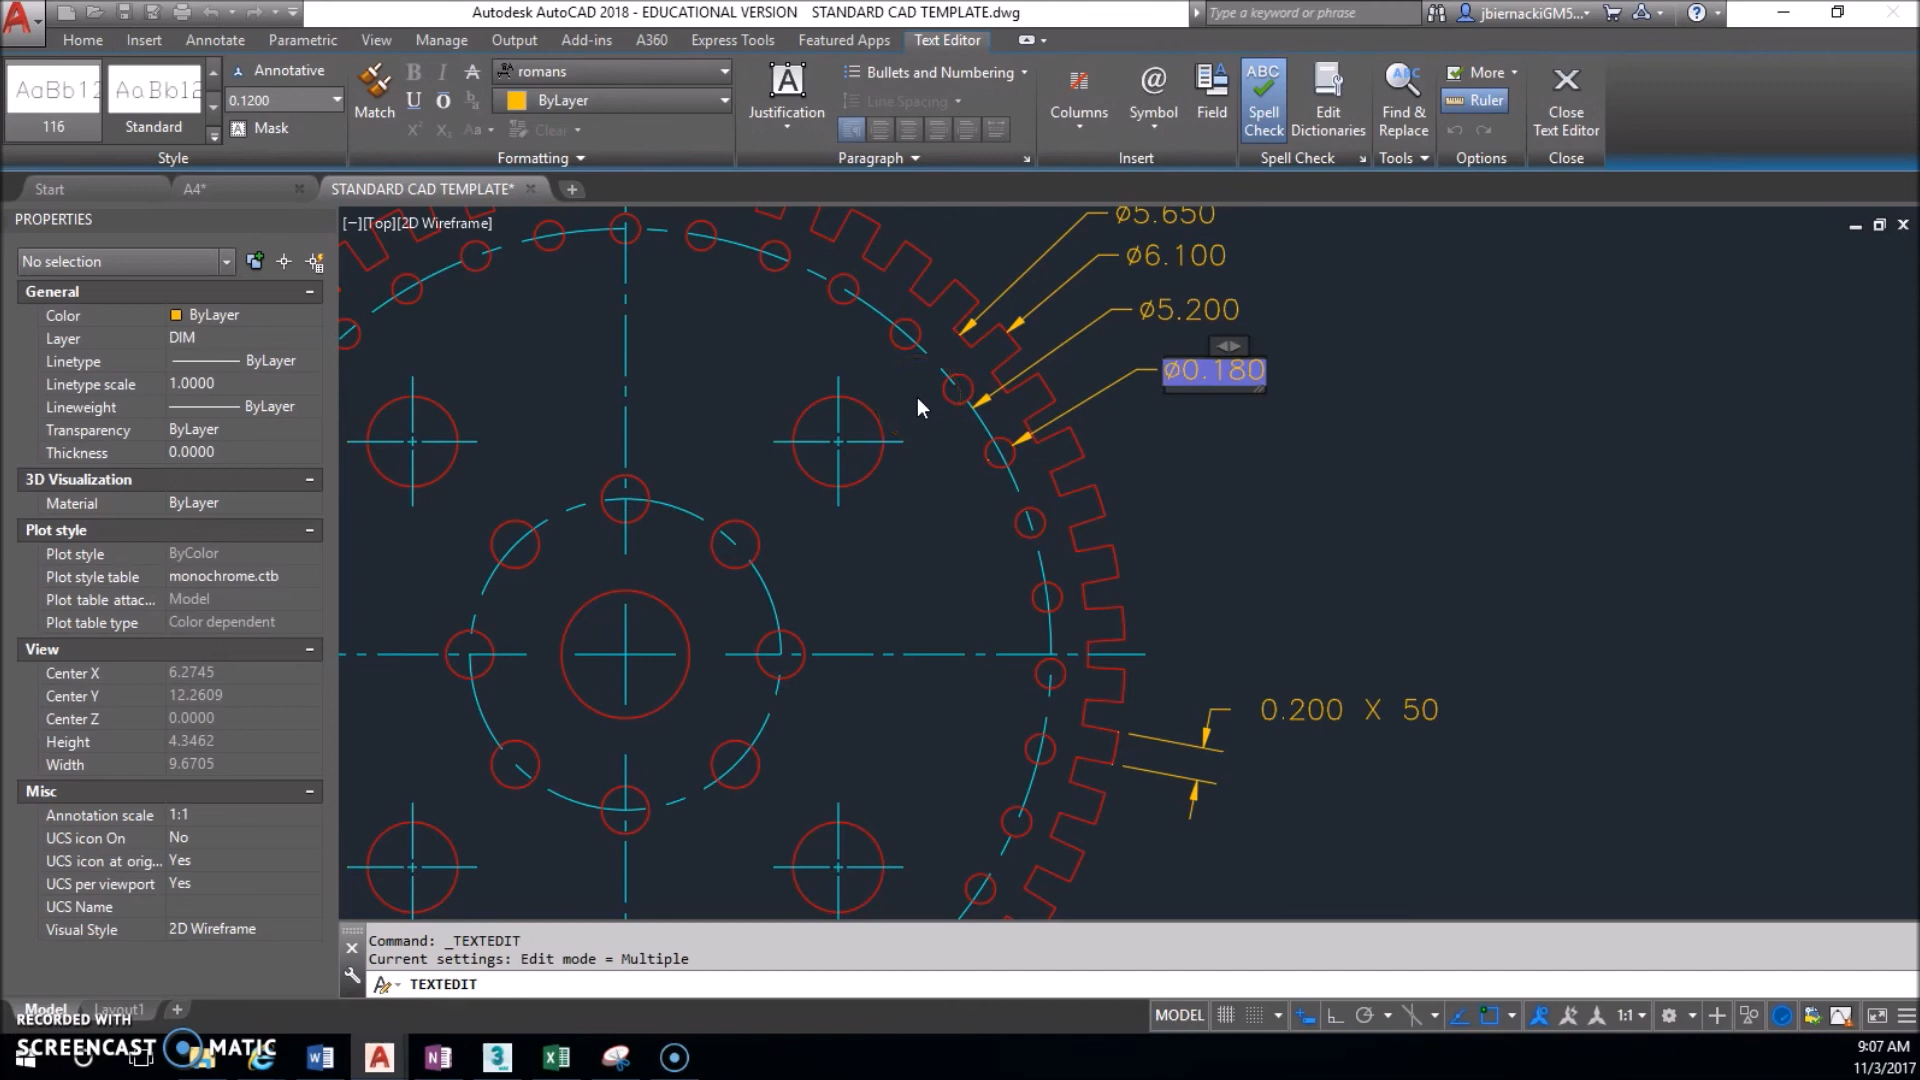 Autodesk AutoCAD 2018 - EDUCATIONAL VERSION STANDARD CAD TEMPLATE.dwg
Type a keyword or phrase
jbiernackiGM5...
Home Insert Annotate Parametric View Manage Output Add-ins A360 Express Tools Featured Apps Text Editor
AaBb12 AaBb12
116 Standard
Annotative
0.1200
Mask
Style
Match
romans
ByLayer
Clear
Formatting
Justification
Bullets and Numbering
Line Spacing
Paragraph
Columns
Symbol
Field
Insert
ABC
Spell Check
Edit Dictionaries
Spell Check
ABC
Find & Replace
Tools
More
Ruler
Options
Close Text Editor
Close
Start A4* STANDARD CAD TEMPLATE*
PROPERTIES
No selection
General
Color ByLayer
Layer DIM
Linetype ByLayer
Linetype scale 1.0000
Lineweight ByLayer
Transparency ByLayer
Thickness 0.0000
3D Visualization
Material ByLayer
Plot style
Plot style ByColor
Plot style table monochrome.ctb
Plot table attac... Model
Plot table type Color dependent
View
Center X 6.2745
Center Y 12.2609
Center Z 0.0000
Height 4.3462
Width 9.6705
Misc
Annotation scale 1:1
UCS icon On No
UCS icon at orig... Yes
UCS per viewport Yes
UCS Name
Visual Style 2D Wireframe
[−][Top][2D Wireframe]
ø5.650
ø6.100
ø5.200
ø0.180
0.200 X 50
Command: _TEXTEDIT
Current settings: Edit mode = Multiple
TEXTEDIT
Model Layout1
MODEL
1:1
RECORDED WITH
SCREENCAST MATIC
9:07 AM
11/3/2017